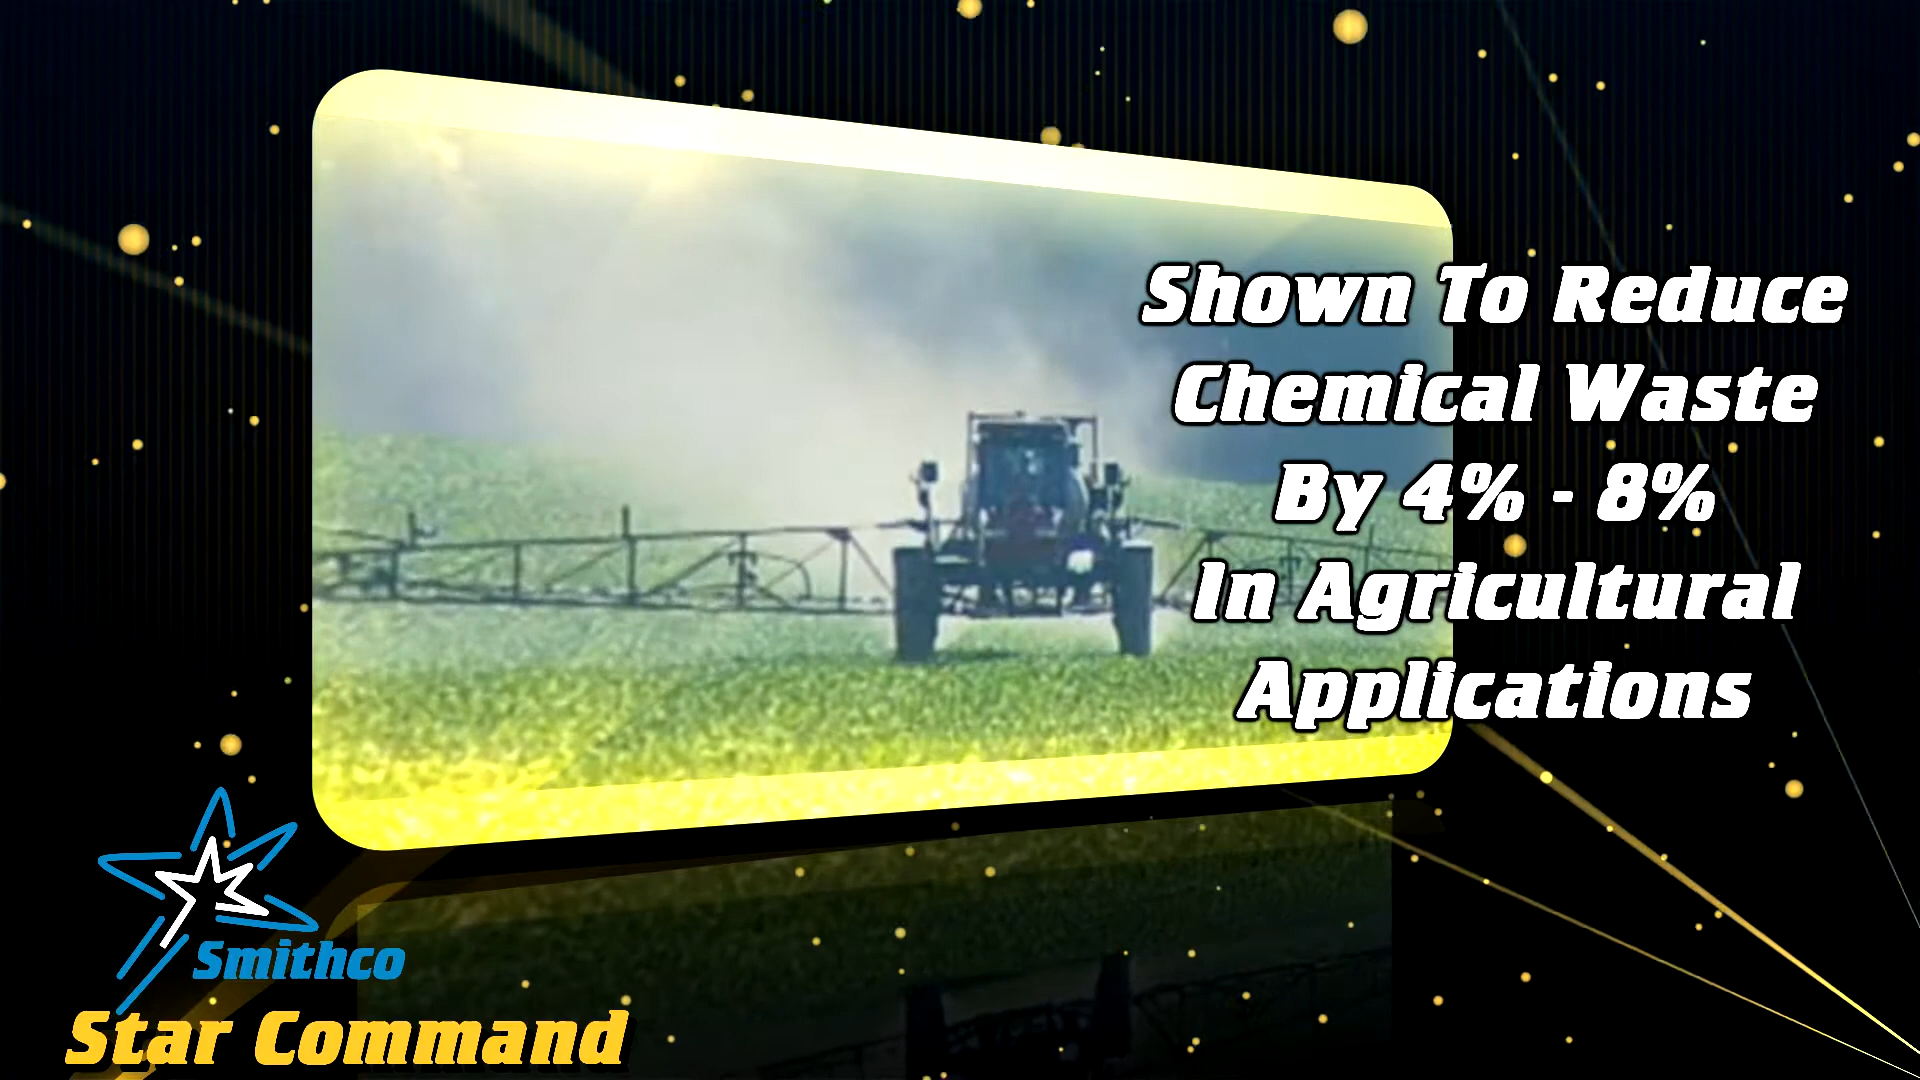 Shown To Reduce
Chemical Waste
By 4% - 8%
In Agricultural
Applications
Smithco
Star Command